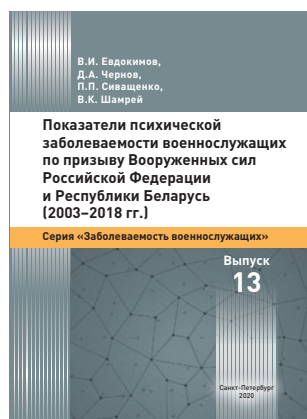 В.И. Евдокимов,
Д.А. Чернов,
П.П. Сиващенко,
В.К. Шамрей
Показатели психической
заболеваемости военнослужащих
по призыву Вооруженных сил
Российской Федерации
и Республики Беларусь
(2003–2018 гг.)
Серия «Заболеваемость военнослужащих»
Выпуск
13
Санкт-Петербург
2020